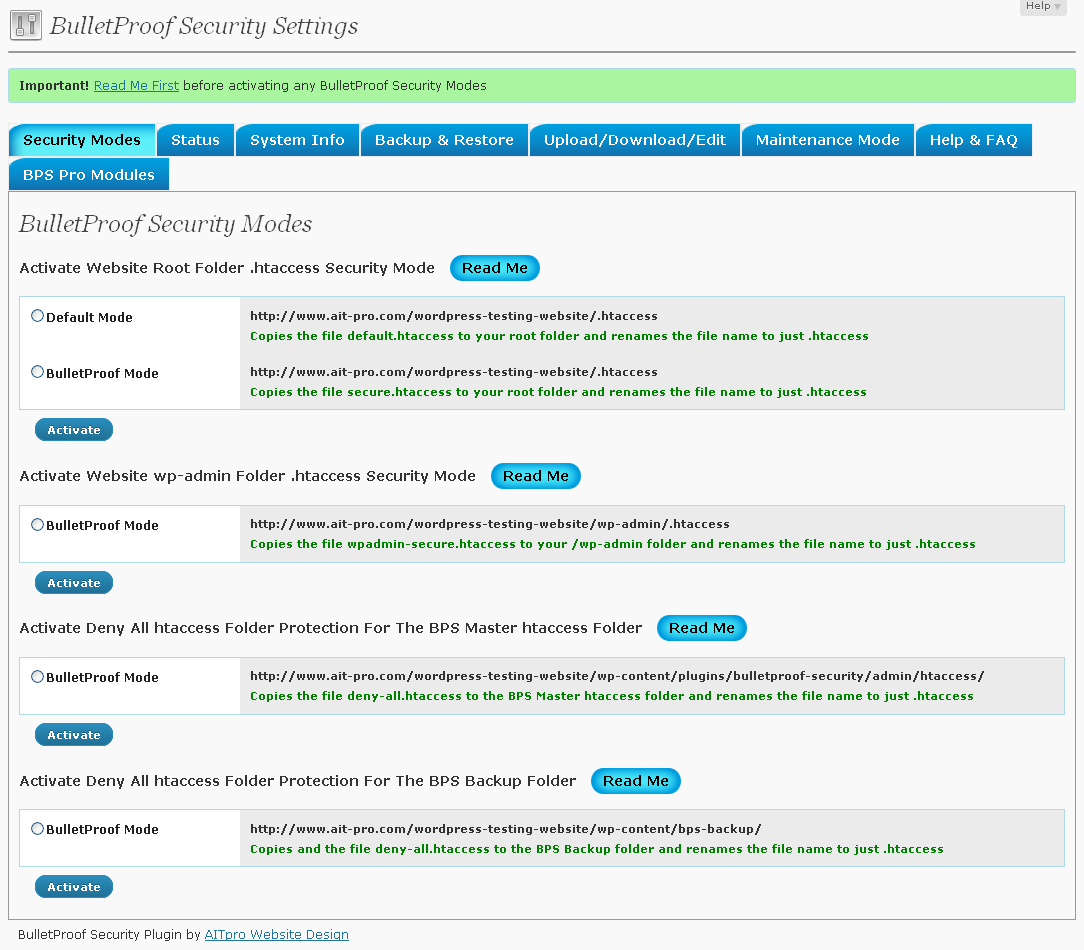 Help
BulletProof Security Settings
Important! Read Me First before activating any BulletProof Security Modes
Security Modes Status System Info Backup & Restore Upload/Download/Edit Maintenance Mode Help & FAQ
BPS Pro Modules
BulletProof Security Modes
Activate Website Root Folder .htaccess Security Mode Read Me
Default Mode http://www.ait-pro.com/wordpress-testing-website/.htaccess
Copies the file default.htaccess to your root folder and renames the file name to just .htaccess
BulletProof Mode http://www.ait-pro.com/wordpress-testing-website/.htaccess
Copies the file secure.htaccess to your root folder and renames the file name to just .htaccess
Activate
Activate Website wp-admin Folder .htaccess Security Mode Read Me
BulletProof Mode http://www.ait-pro.com/wordpress-testing-website/wp-admin/.htaccess
Copies the file wpadmin-secure.htaccess to your /wp-admin folder and renames the file name to just .htaccess
Activate
Activate Deny All htaccess Folder Protection For The BPS Master htaccess Folder Read Me
BulletProof Mode http://www.ait-pro.com/wordpress-testing-website/wp-content/plugins/bulletproof-security/admin/htaccess/
Copies the file deny-all.htaccess to the BPS Master htaccess folder and renames the file name to just .htaccess
Activate
Activate Deny All htaccess Folder Protection For The BPS Backup Folder Read Me
BulletProof Mode http://www.ait-pro.com/wordpress-testing-website/wp-content/bps-backup/
Copies and the file deny-all.htaccess to the BPS Backup folder and renames the file name to just .htaccess
Activate
BulletProof Security Plugin by AITpro Website Design